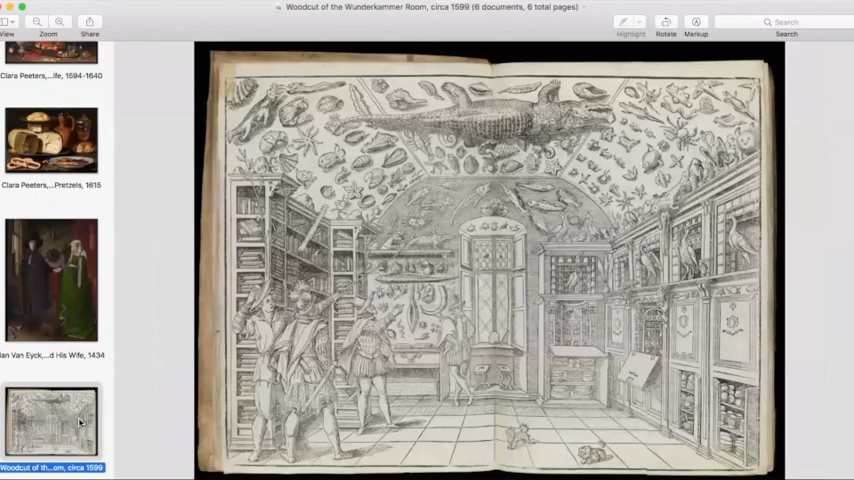 Woodcut of the Wunderkammer Room, circa 1599 (6 documents, 6 total pages)
View
Zoom
Share
Highlight
Rotate
Markup
Search
Search
Clara Peeters,...ife, 1594-1640
Clara Peeters,...Pretzels, 1615
Jan Van Eyck,...d His Wife, 1434
Woodcut of th...om, circa 1599